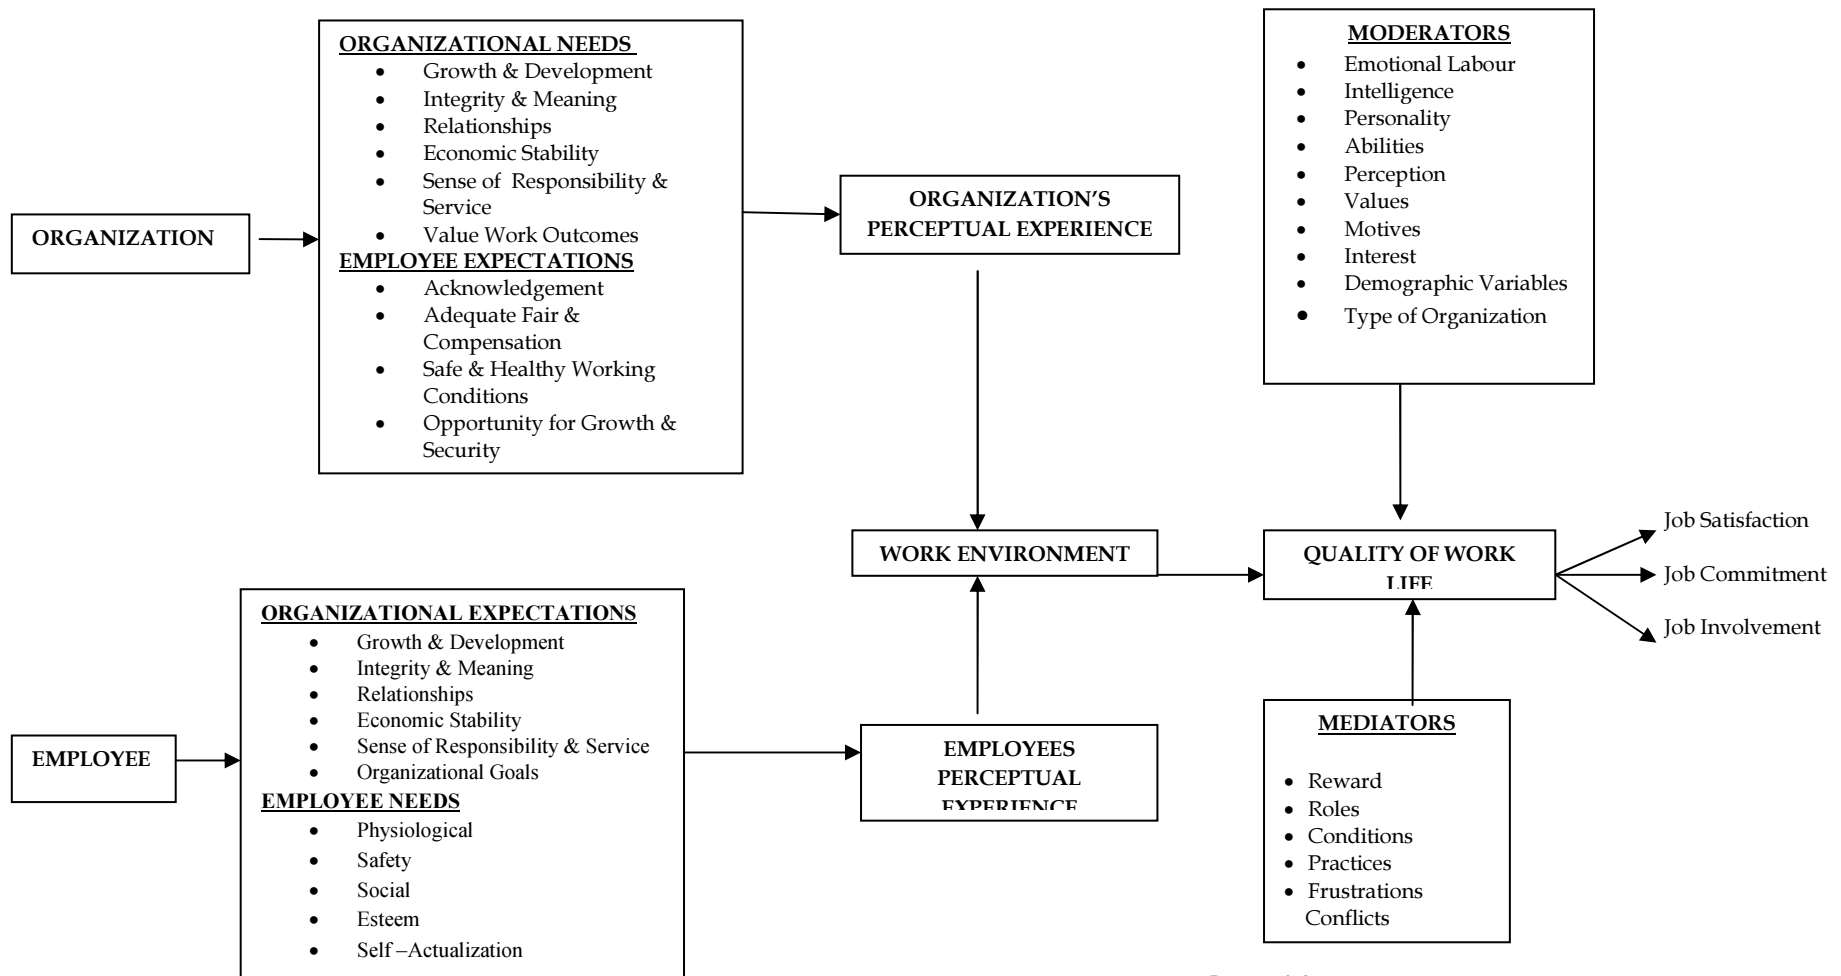 ORGANIZATION
ORGANIZATIONAL NEEDS
• Growth & Development
• Integrity & Meaning
• Relationships
• Economic Stability
• Sense of Responsibility &
Service
• Value Work Outcomes
EMPLOYEE EXPECTATIONS
• Acknowledgement
• Adequate Fair &
Compensation
• Safe & Healthy Working
Conditions
• Opportunity for Growth &
Security
ORGANIZATION’S
PERCEPTUAL EXPERIENCE
MODERATORS
• Emotional Labour
• Intelligence
• Personality
• Abilities
• Perception
• Values
• Motives
• Interest
• Demographic Variables
• Type of Organization
WORK ENVIRONMENT
QUALITY OF WORK
LIFE
Job Satisfaction
Job Commitment
Job Involvement
EMPLOYEE
ORGANIZATIONAL EXPECTATIONS
• Growth & Development
• Integrity & Meaning
• Relationships
• Economic Stability
• Sense of Responsibility & Service
• Organizational Goals
EMPLOYEE NEEDS
• Physiological
• Safety
• Social
• Esteem
• Self –Actualization
EMPLOYEES
PERCEPTUAL
EXPERIENCE
MEDIATORS
• Reward
• Roles
• Conditions
• Practices
• Frustrations
Conflicts